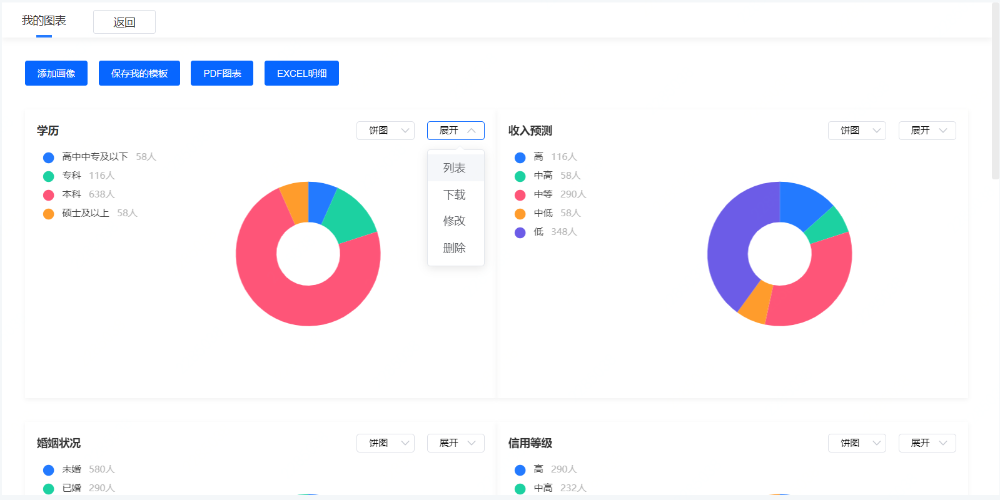 我的图表 返回
添加画像 保存我的模板 PDF图表 EXCEL明细
学历 饼图 展开
高中中专及以下 58人
专科 116人
本科 638人
硕士及以上 58人
列表
下载
修改
删除
收入预测 饼图 展开
高 116人
中高 58人
中等 290人
中低 58人
低 348人
婚姻状况 饼图 展开
未婚 580人
已婚 290人
信用等级 饼图 展开
高 290人
中高 232人